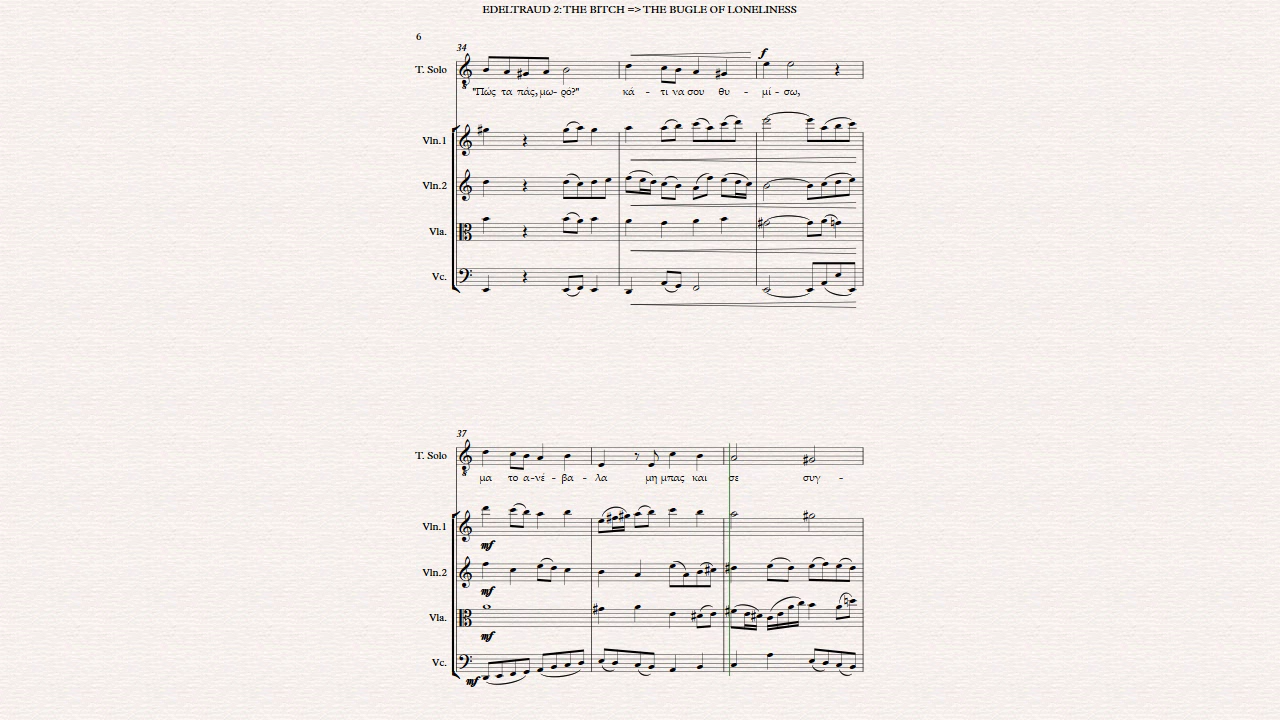 EDELTRAUD 2: THE BITCH => THE BUGLE OF LONELINESS
6
34
f
T. Solo
"Πώς τα πάς, μω- ρό?" κά - τι να σου θυ - μί - σω,
Vln.1
Vln.2
Vla.
Vc.
37
T. Solo
μα το α-νέ - βα - λα μη μπας και σε συγ -
Vln.1
mf
Vln.2
mf
Vla.
mf
Vc.
mf